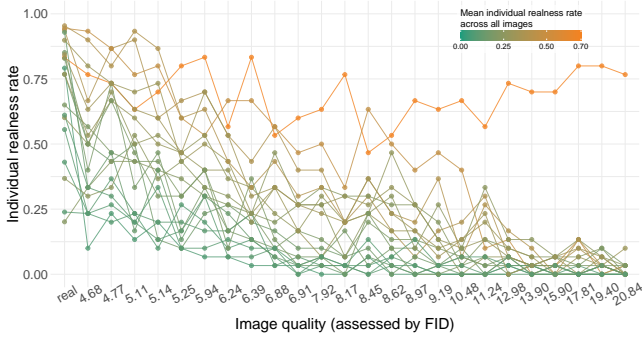 Mean individual realness rate
across all images
0.00 0.25 0.50 0.70
Individual realness rate
1.00
0.75
0.50
0.25
0.00
real 4.68 4.77 5.11 5.14 5.25 5.94 6.24 6.39 6.88 6.91 7.92 8.17 8.45 8.62 8.97 9.19 10.48 11.24 12.98 13.90 15.90 17.81 19.40 20.84
Image quality (assessed by FID)